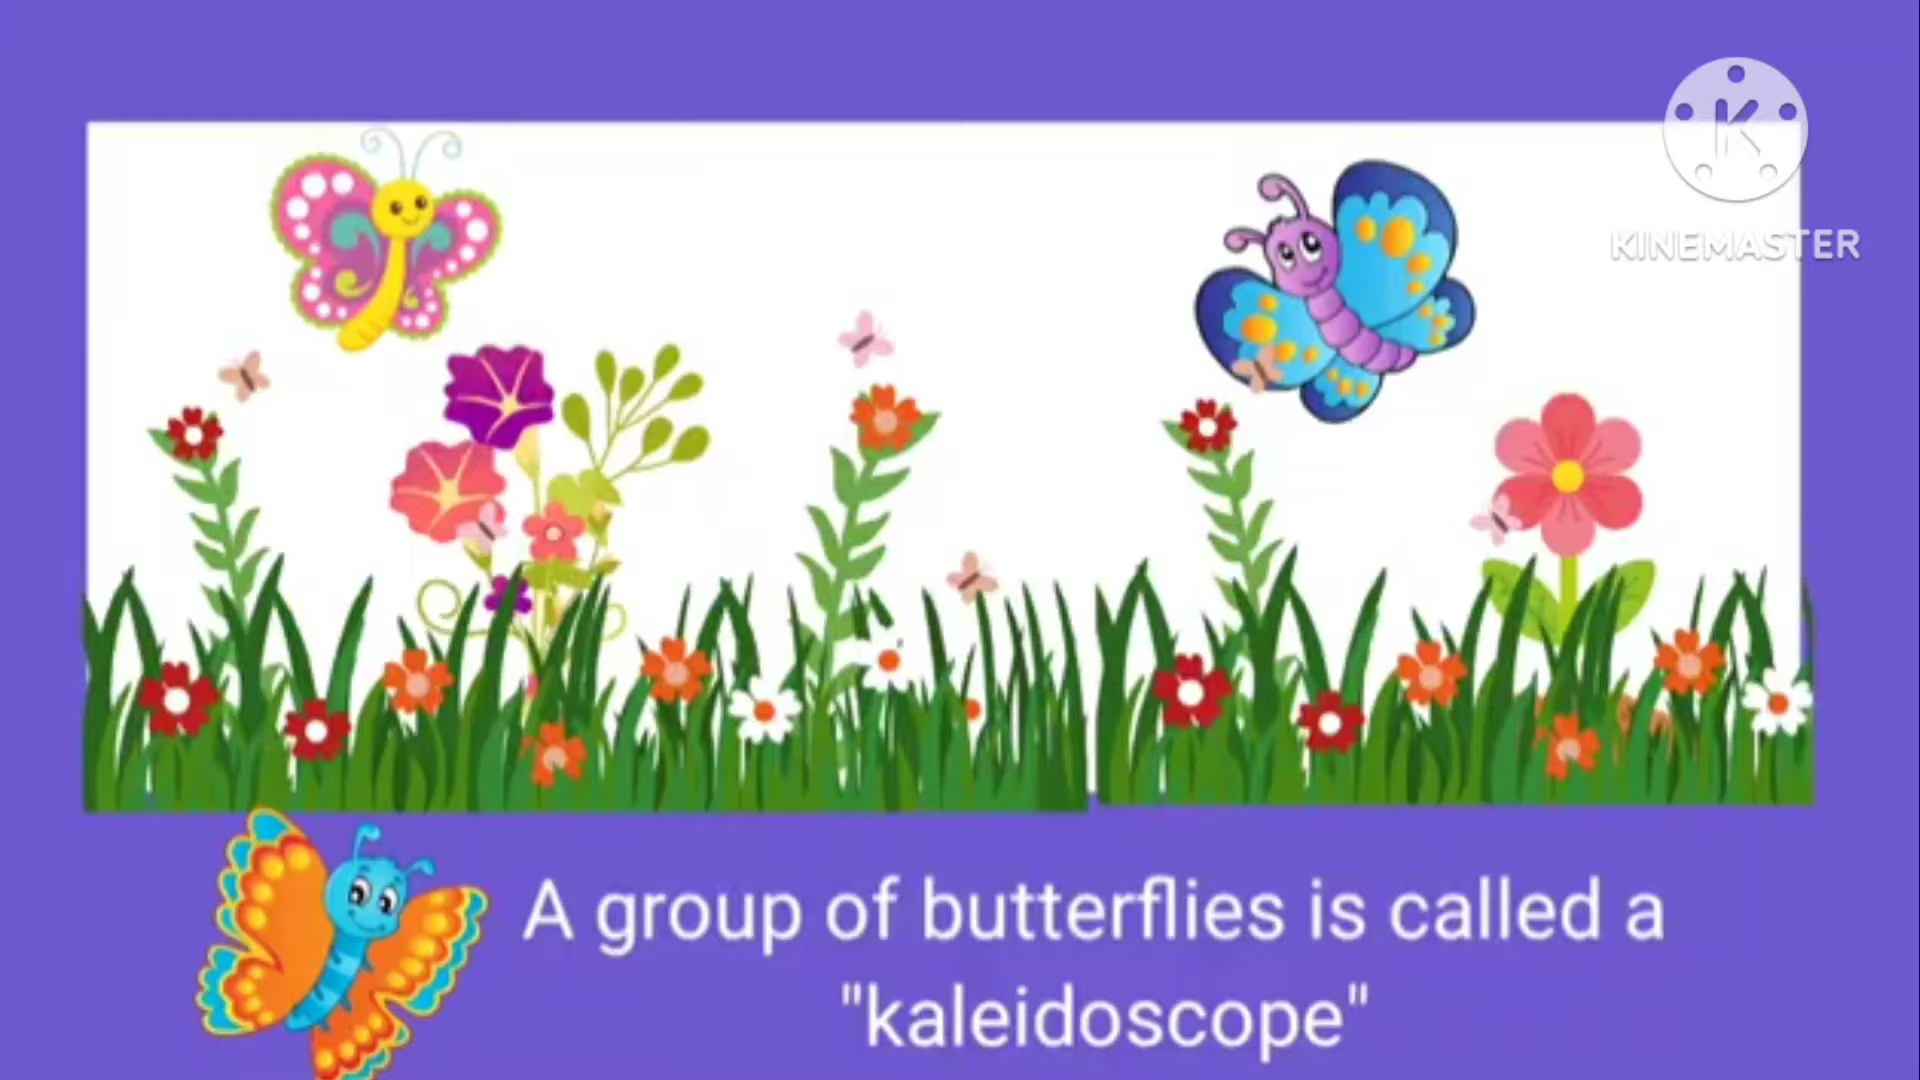 K
KINEMASTER
A group of butterflies is called a
"kaleidoscope"